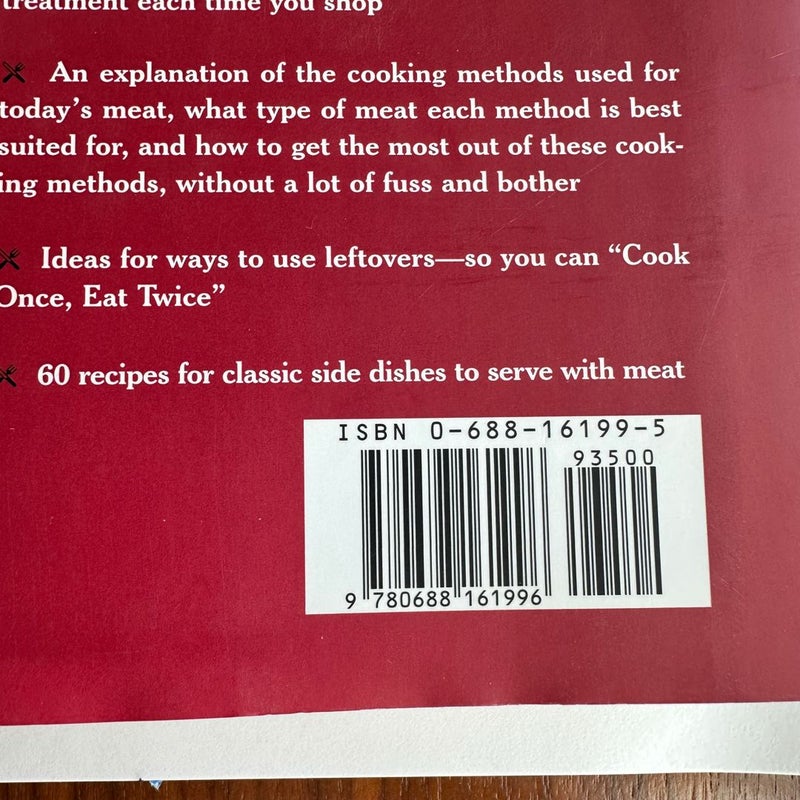 treatment each time you shop
An explanation of the cooking methods used for
today's meat, what type of meat each method is best
suited for, and how to get the most out of these cook-
ing methods, without a lot of fuss and bother
Ideas for ways to use leftovers—so you can “Cook
Once, Eat Twice”
60 recipes for classic side dishes to serve with meat
ISBN 0-688-16199-5
93500
9 780688 161996